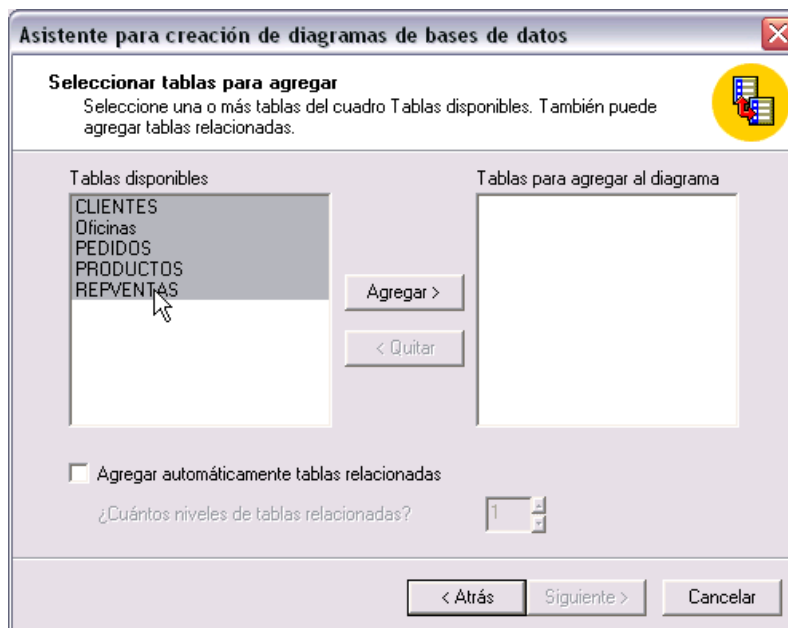 Asistente para creación de diagramas de bases de datos
Seleccionar tablas para agregar
Seleccione una o más tablas del cuadro Tablas disponibles. También puede
agregar tablas relacionadas.
Tablas disponibles
CLIENTES
Oficinas
PEDIDOS
PRODUCTOS
REPVENTAS
Agregar >
< Quitar
Tablas para agregar al diagrama
Agregar automáticamente tablas relacionadas
¿Cuántos niveles de tablas relacionadas?
1
< Atrás
Siguiente >
Cancelar